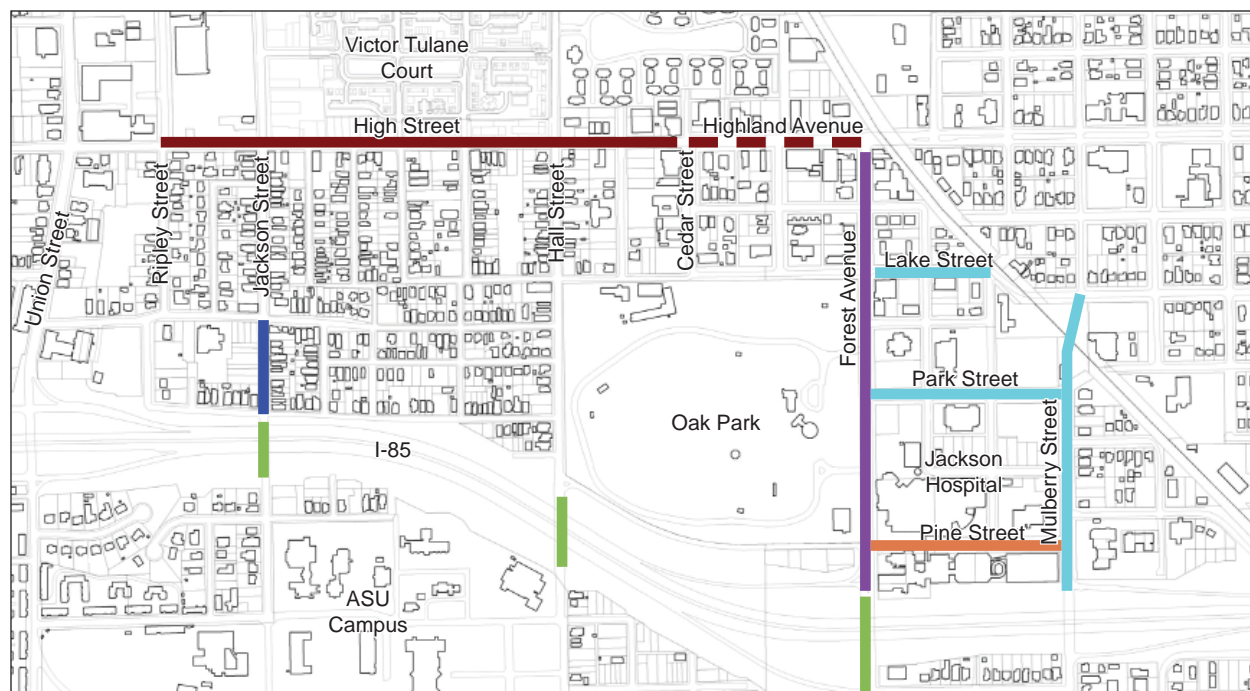 Victor Tulane
Court
High Street
Highland Avenue
Union Street
Ripley Street
Jackson Street
Hall Street
Cedar Street
Forest Avenue
Lake Street
Park Street
Mulberry Street
Oak Park
I-85
Jackson
Hospital
Pine Street
ASU
Campus